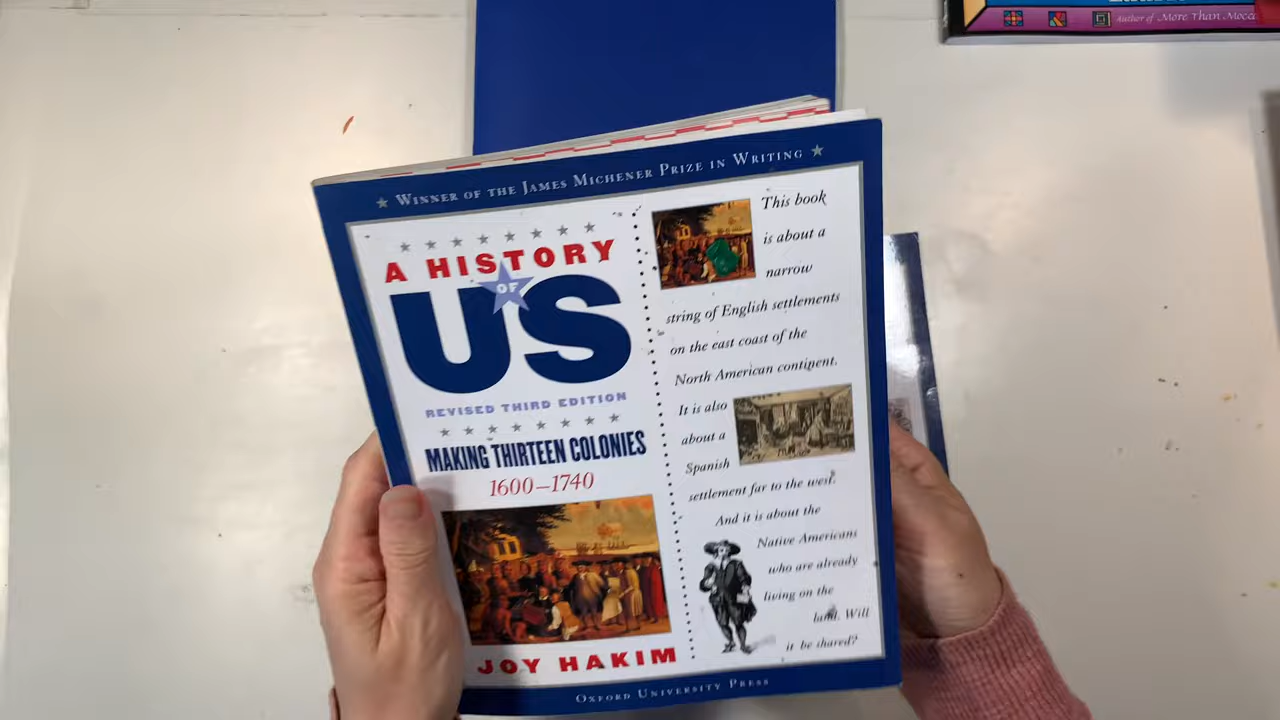 Author of More Than Mocca
★ WINNER OF THE JAMES MICHENER PRIZE IN WRITING ★
A HISTORY
OF
US
REVISED THIRD EDITION
MAKING THIRTEEN COLONIES
1600–1740
JOY HAKIM
This book
is about a
narrow
string of English settlements
on the east coast of the
North American continent.
It is also
about a
Spanish
settlement far to the west.
And it is about the
Native Americans
who are already
living on the
land. Will
it be shared?
OXFORD UNIVERSITY PRESS